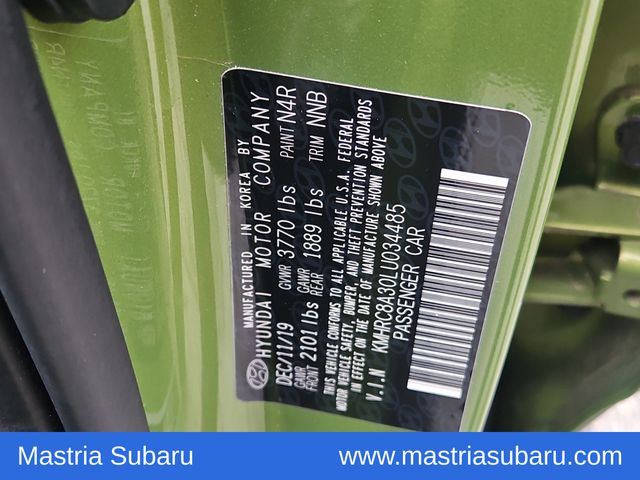 MANUFACTURED IN KOREA BY
HYUNDAI MOTOR COMPANY
DEC/11/19 GVWR 3770 lbs PAINT N4R
GAWR FRONT 2101 lbs GAWR REAR 1889 lbs TRIM NNB
THIS VEHICLE CONFORMS TO ALL APPLICABLE U.S.A. FEDERAL
MOTOR VEHICLE SAFETY, BUMPER, AND THEFT PREVENTION STANDARDS
IN EFFECT ON THE DATE OF MANUFACTURE SHOWN ABOVE
V.I.N KMHRC8A30LU034485
PASSENGER CAR
Mastria Subaru
www.mastriasubaru.com